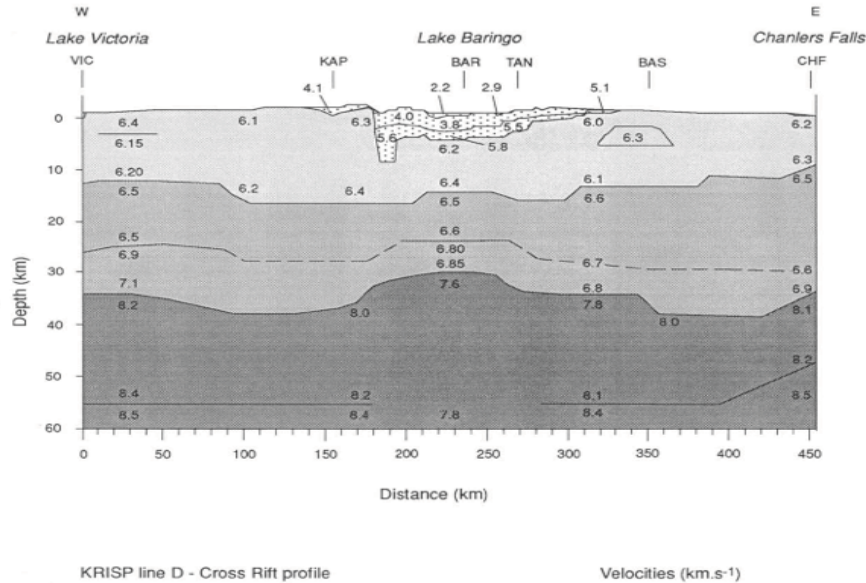 W E
Lake Victoria Lake Baringo Chanlers Falls
VIC KAP BAR TAN BAS CHF
4.1 2.2 2.9 5.1
0 6.4 6.1 6.3 4.0 3.8 5.5 6.0 6.2
6.15 5.6 6.2 5.8 6.3
10 6.20 6.3
6.5 6.2 6.4 6.4 6.1 6.5
6.5 6.6
20
6.5 6.6
6.9 6.80 6.7 6.6
30 6.85
7.1 7.6 6.8 6.9
8.2 8.0 7.8 8.0 8.1
40
8.2
50
8.4 8.2 8.1 8.5
8.5 8.4 7.8 8.4
60
Depth (km)
0 50 100 150 200 250 300 350 400 450
Distance (km)
KRISP line D - Cross Rift profile Velocities (km.s-1)